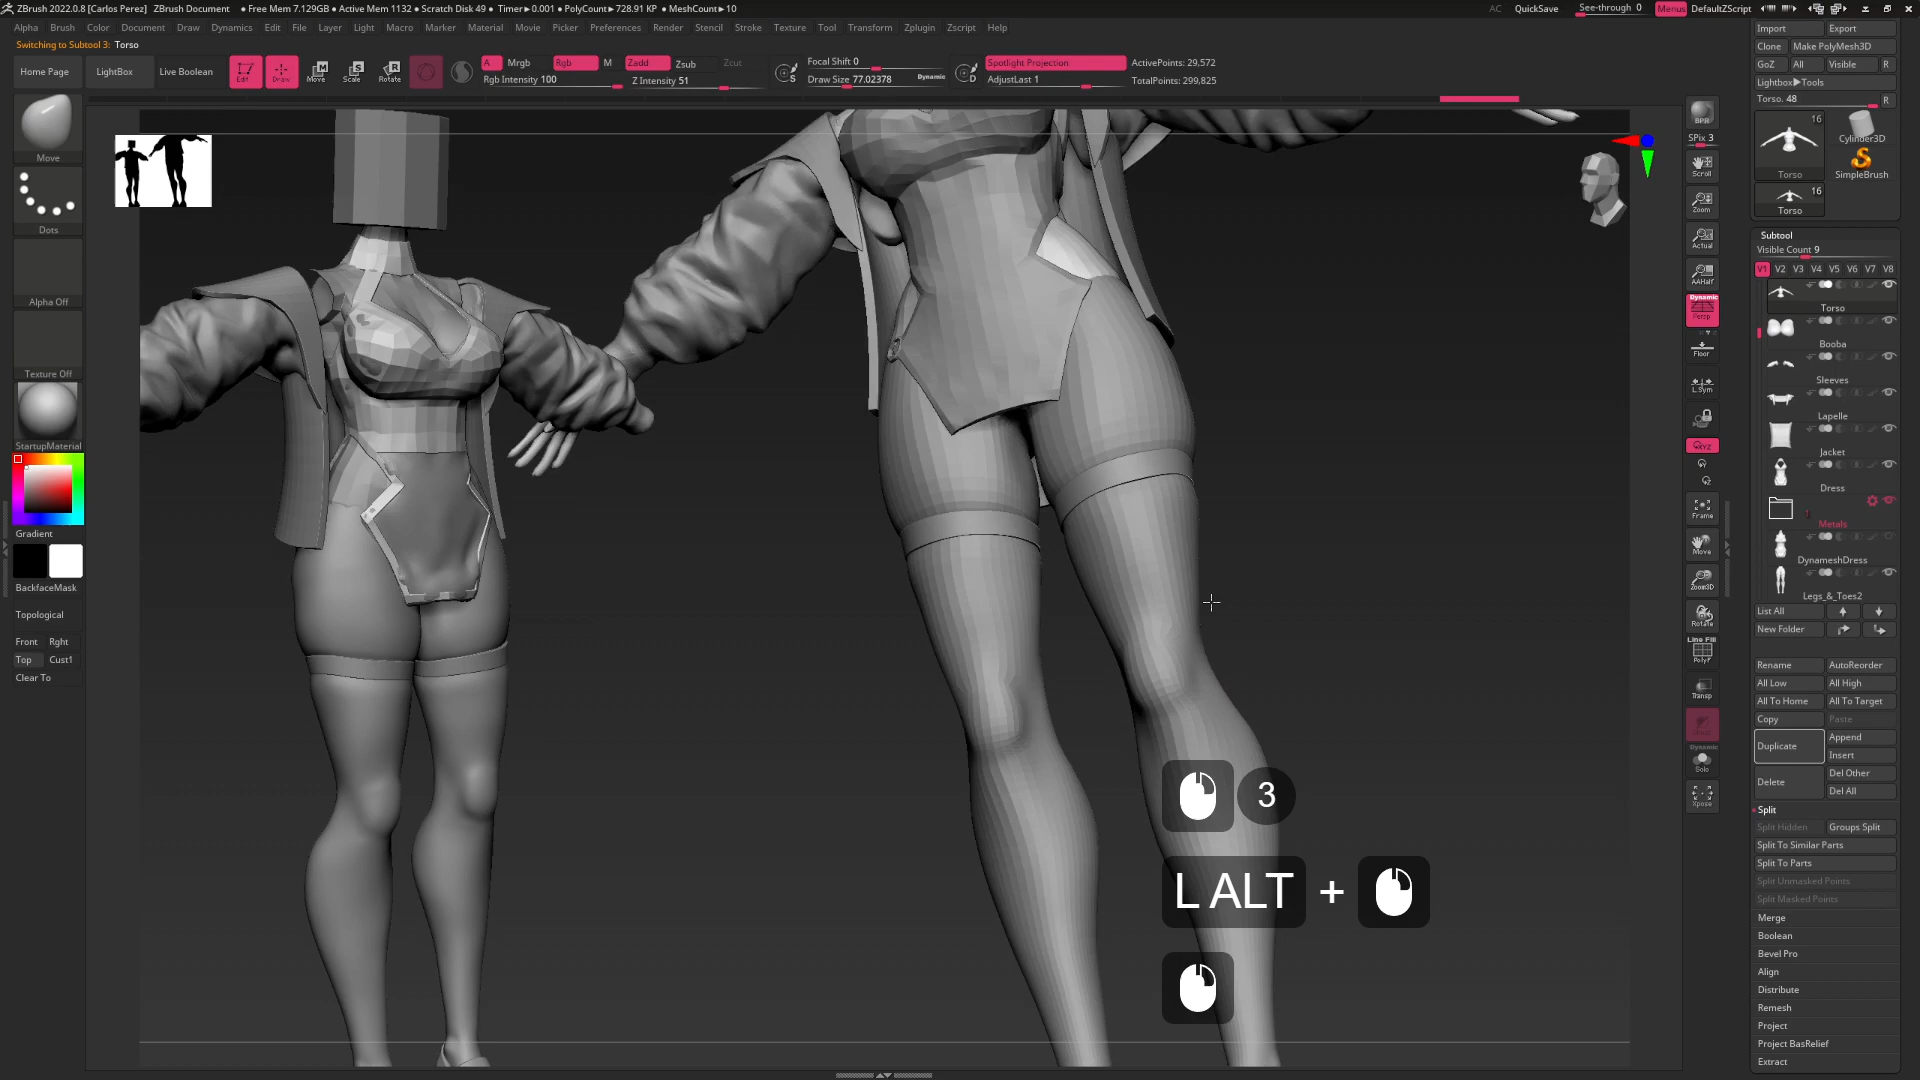 ZBrush 2022.0.8 [Carlos Perez] ZBrush Document • Free Mem 7.129GB • Active Mem 1132 • Scratch Disk 49 • Timer▸0.001 • PolyCount▸728.91 KP • MeshCount▸10 AC QuickSave See-through 0 Menus DefaultZScript
Alpha Brush Color Document Draw Dynamics Edit File Layer Light Macro Marker Material Movie Picker Preferences Render Stencil Stroke Texture Tool Transform Zplugin Zscript Help
Switching to Subtool 3: Torso
Home Page LightBox Live Boolean Edit Draw Move Scale Rotate
A Mrgb Rgb M Zadd Zsub Zcut
Rgb Intensity 100 Z Intensity 51
Focal Shift 0
Draw Size 77.02378 Dynamic
Spotlight Projection
AdjustLast 1
ActivePoints: 29,572
TotalPoints: 299,825
Move
Dots
Alpha Off
Texture Off
StartupMaterial
Gradient
BackfaceMask
Topological
Front Rght
Top Cust1
Clear To
3
L ALT +
BPR
SPix 3
Scroll
Zoom
Actual
AAHalf
Dynamic
Persp
Floor
L.Sym
XYZ
Frame
Move
Zoom3D
Rotate
Line Fill
PolyF
Transp
Dynamic
Solo
Xpose
Import Export
Clone Make PolyMesh3D
GoZ All Visible R
Lightbox▸Tools
Torso. 48 R
16
Torso
Cylinder3D
SimpleBrush
16
Torso
Subtool
Visible Count 9
V1 V2 V3 V4 V5 V6 V7 V8
Torso
Booba
Sleeves
Lapelle
Jacket
Dress
1
Metals
DynameshDress
Legs_&_Toes2
List All
New Folder
Rename AutoReorder
All Low All High
All To Home All To Target
Copy Paste
Duplicate Append
Insert
Delete Del Other
Del All
Split
Split Hidden Groups Split
Split To Similar Parts
Split To Parts
Split Unmasked Points
Split Masked Points
Merge
Boolean
Bevel Pro
Align
Distribute
Remesh
Project
Project BasRelief
Extract